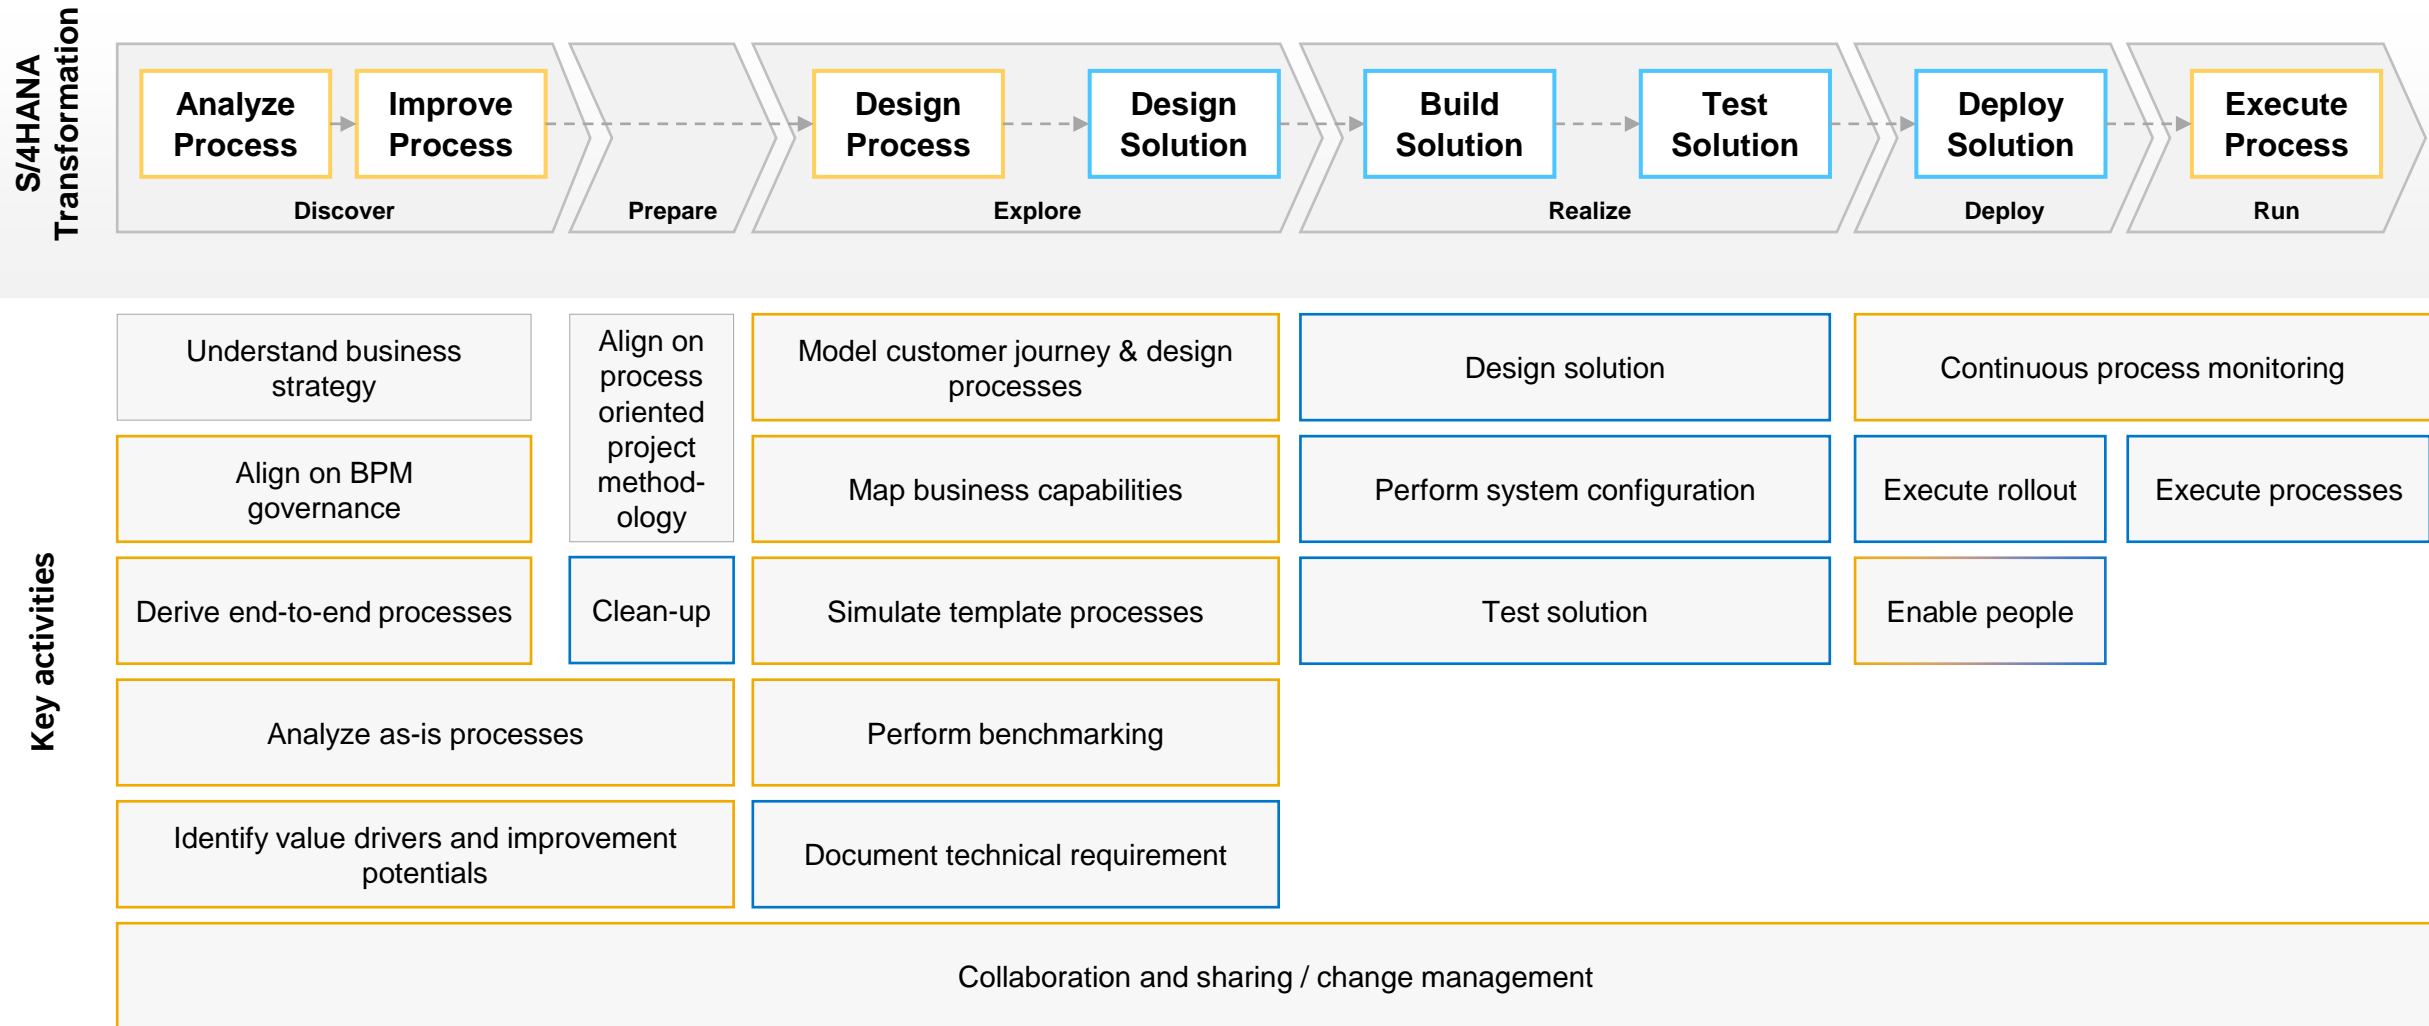 S/4HANA
Transformation
Analyze
Process
Improve
Process
Design
Process
Design
Solution
Build
Solution
Test
Solution
Deploy
Solution
Execute
Process
Discover
Prepare
Explore
Realize
Deploy
Run
Key activities
Understand business
strategy
Align on
process
oriented
project
method-
ology
Model customer journey & design
processes
Design solution
Continuous process monitoring
Align on BPM
governance
Map business capabilities
Perform system configuration
Execute rollout
Execute processes
Derive end-to-end processes
Clean-up
Simulate template processes
Test solution
Enable people
Analyze as-is processes
Perform benchmarking
Identify value drivers and improvement
potentials
Document technical requirement
Collaboration and sharing / change management